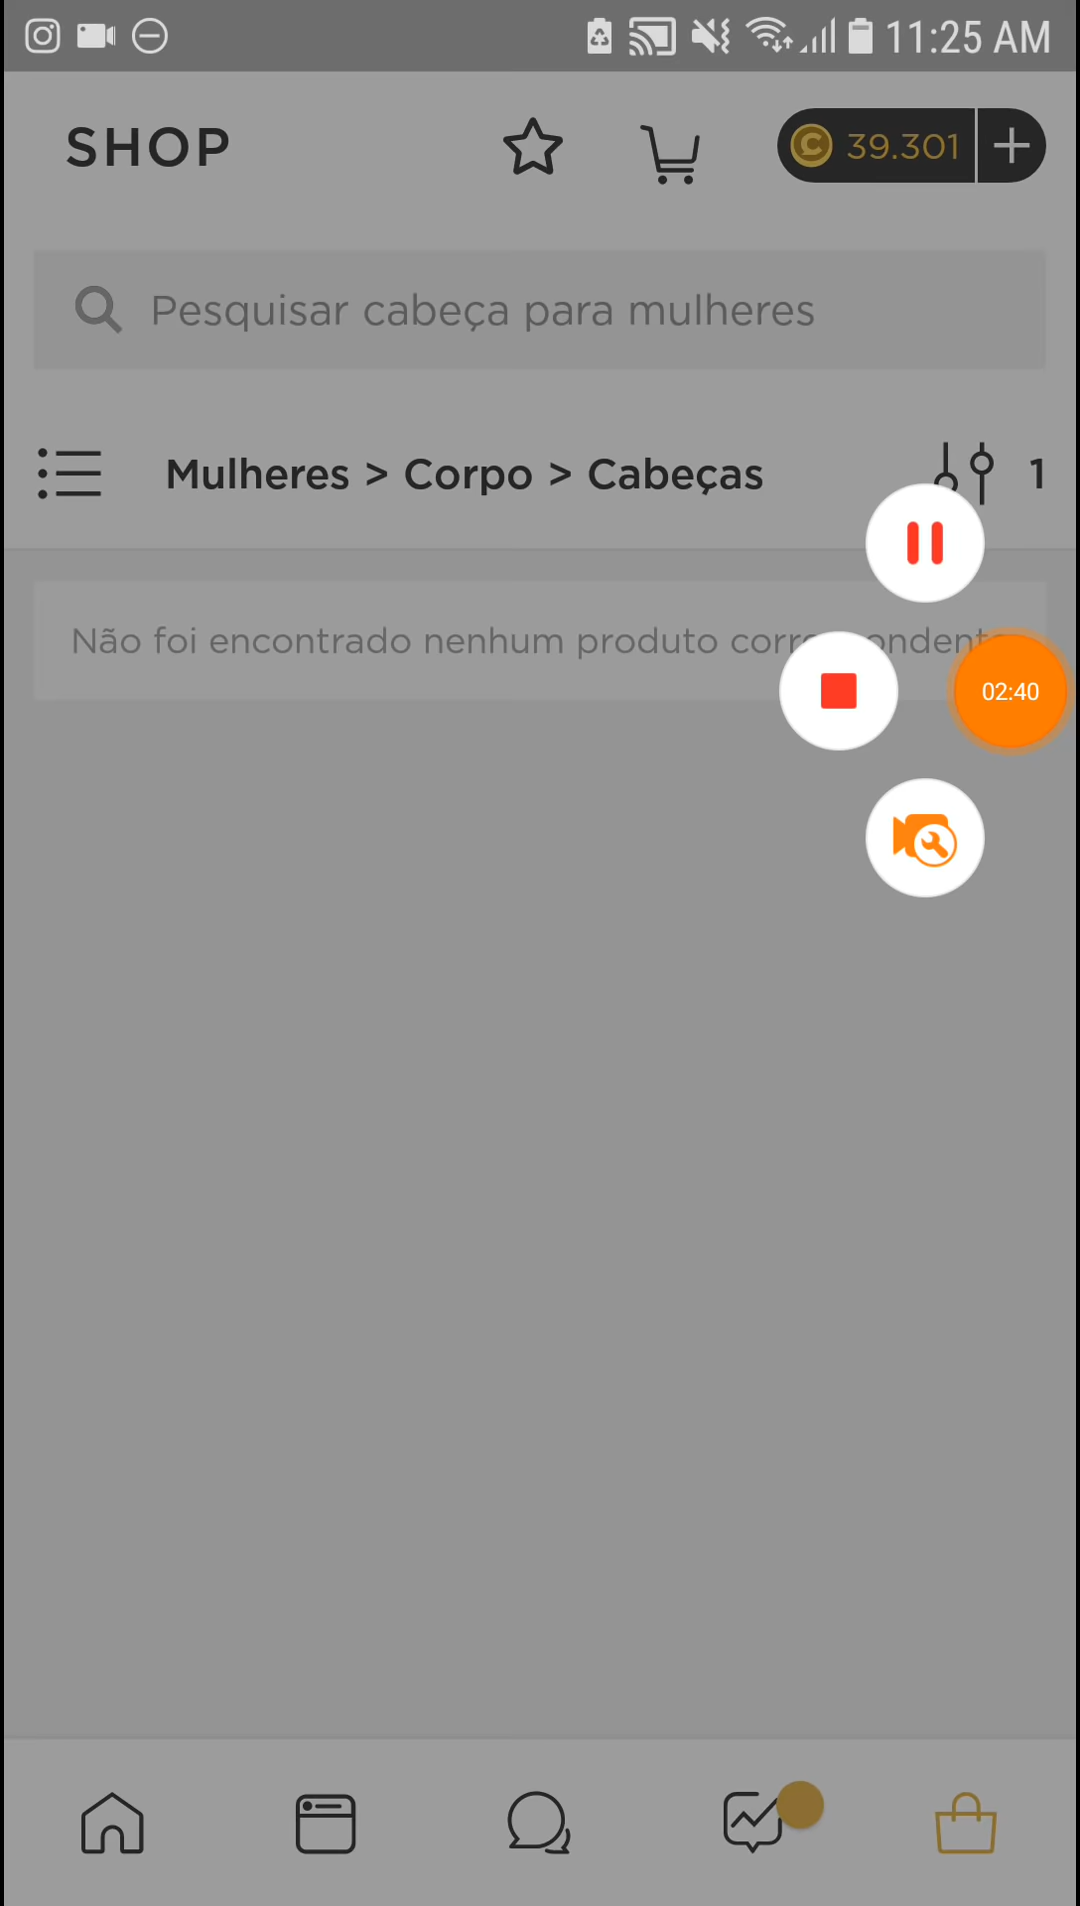 11:25 AM
SHOP
39.301
Pesquisar cabeça para mulheres
Mulheres > Corpo > Cabeças
1
Não foi encontrado nenhum produto
02:40